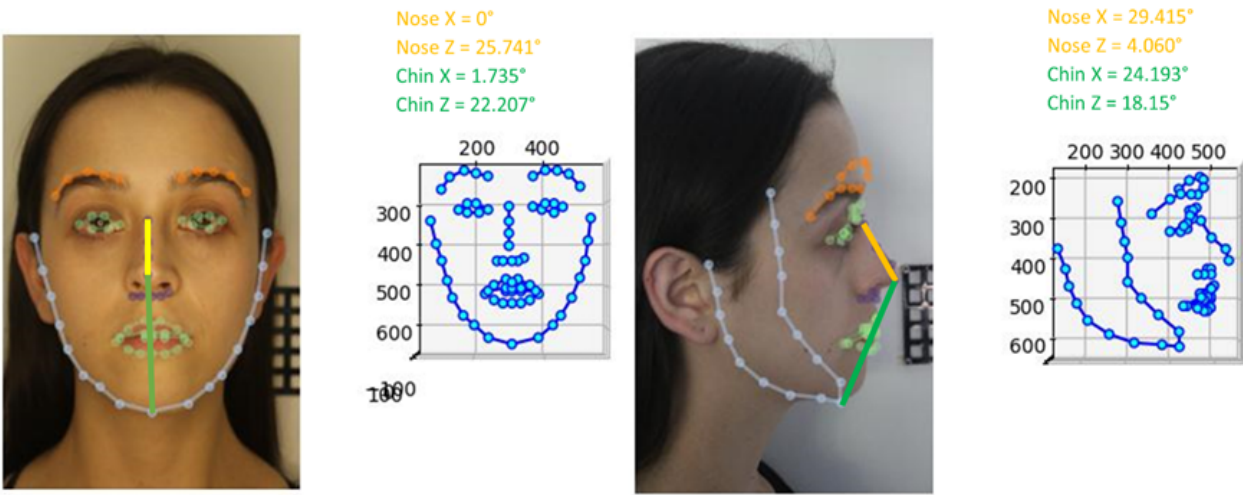 Nose X = 0°
Nose Z = 25.741°
Chin X = 1.735°
Chin Z = 22.207°
200 400
300
400
500
600
Nose X = 29.415°
Nose Z = 4.060°
Chin X = 24.193°
Chin Z = 18.15°
200 300 400 500
200
300
400
500
600